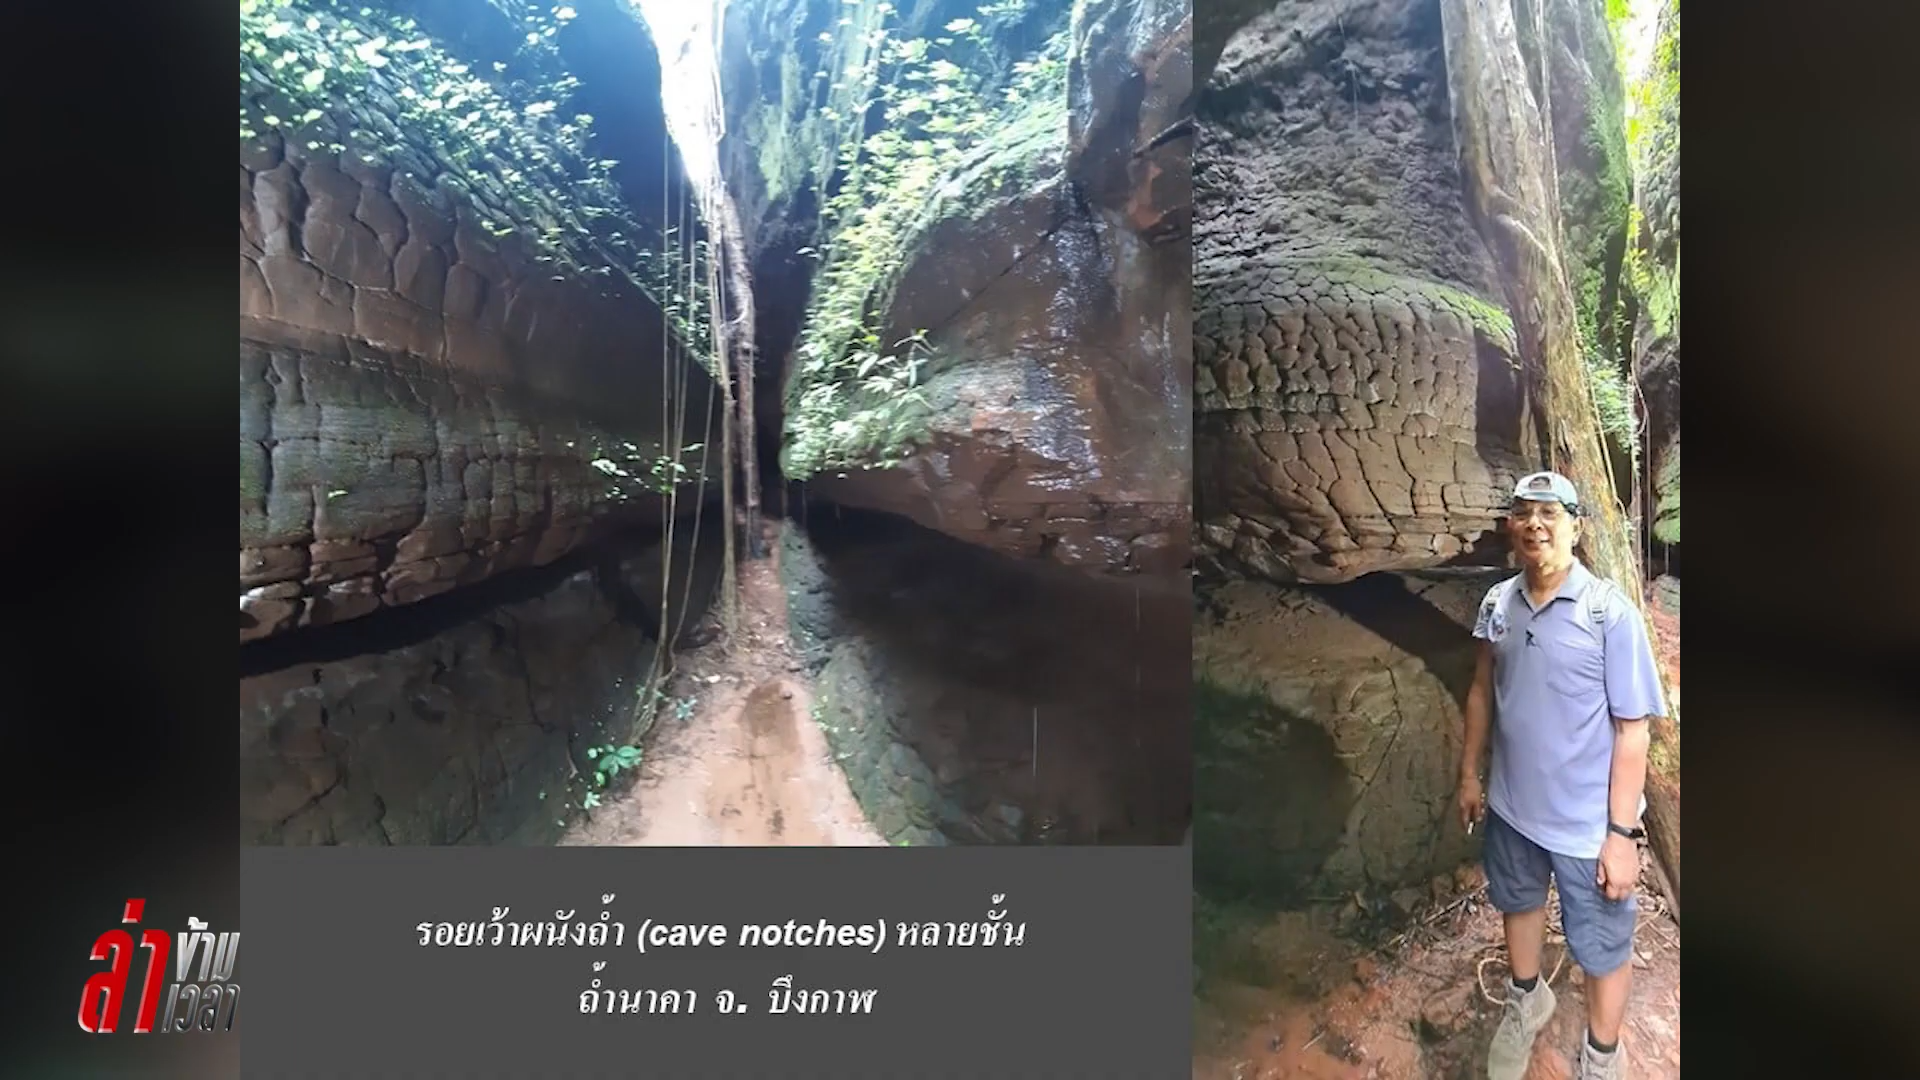 รอยเว้าผนังถ้ำ (cave notches) หลายชั้น
ถ้ำนาคา จ. บึงกาฬ
ล่า
ข้าม
เวลา